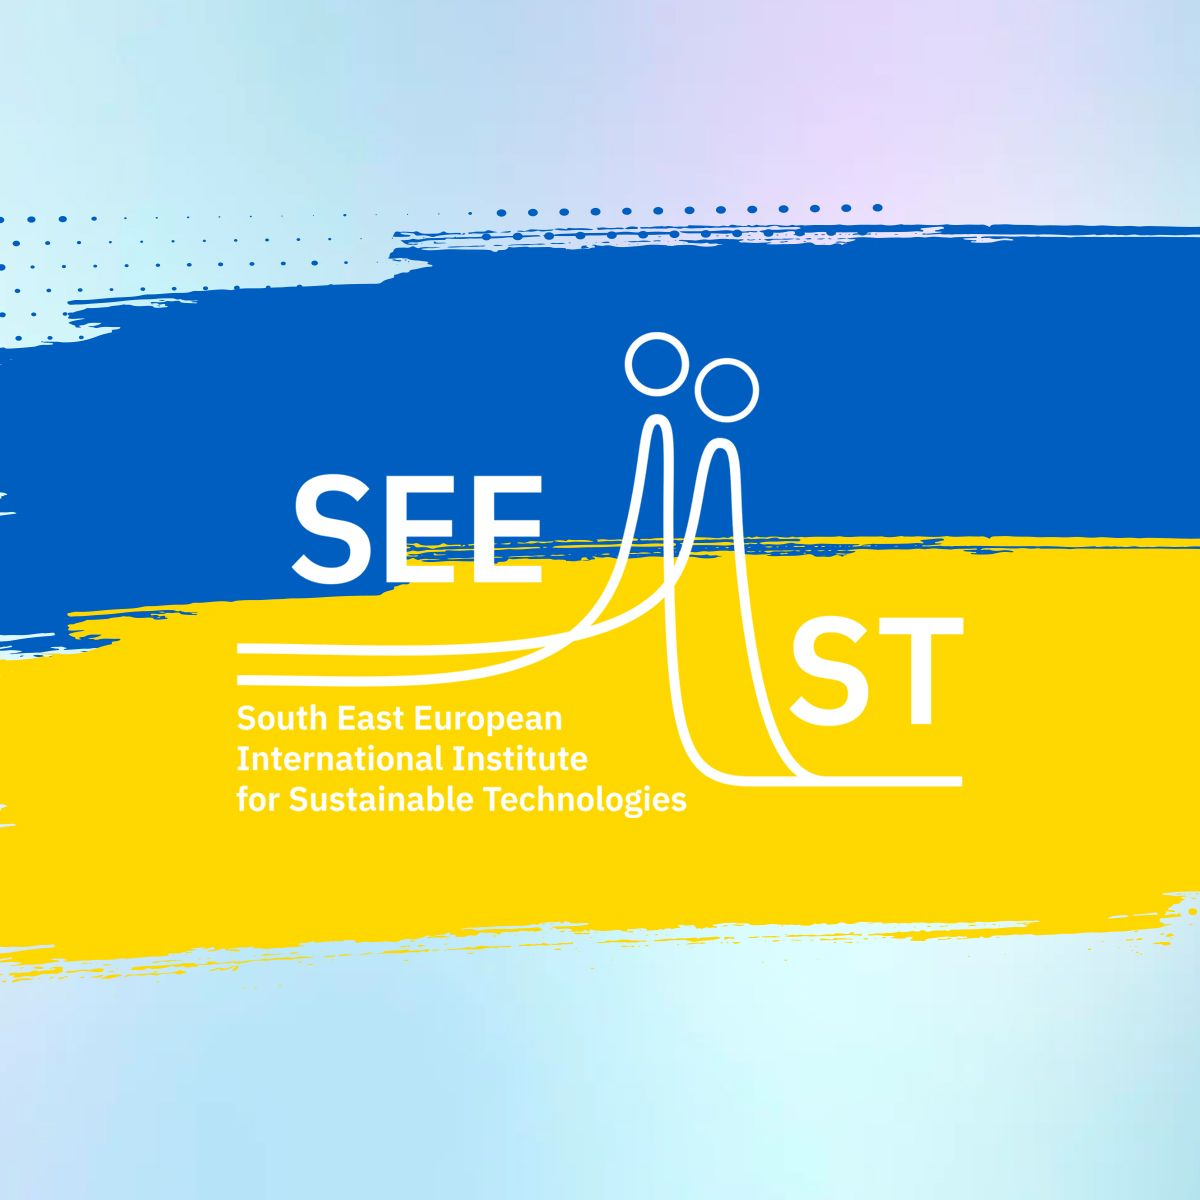 SEE
ST
South East European
International Institute
for Sustainable Technologies